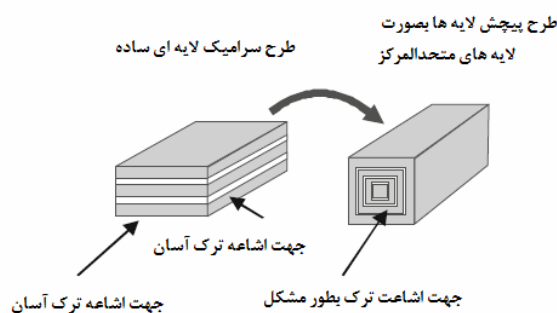 طرح پیچش لایه ها بصورت
لایه های متحدالمرکز
طرح سرامیک لایه ای ساده
جهت اشاعه ترک آسان
جهت اشاعت ترک بطور مشکل
جهت اشاعه ترک آسان